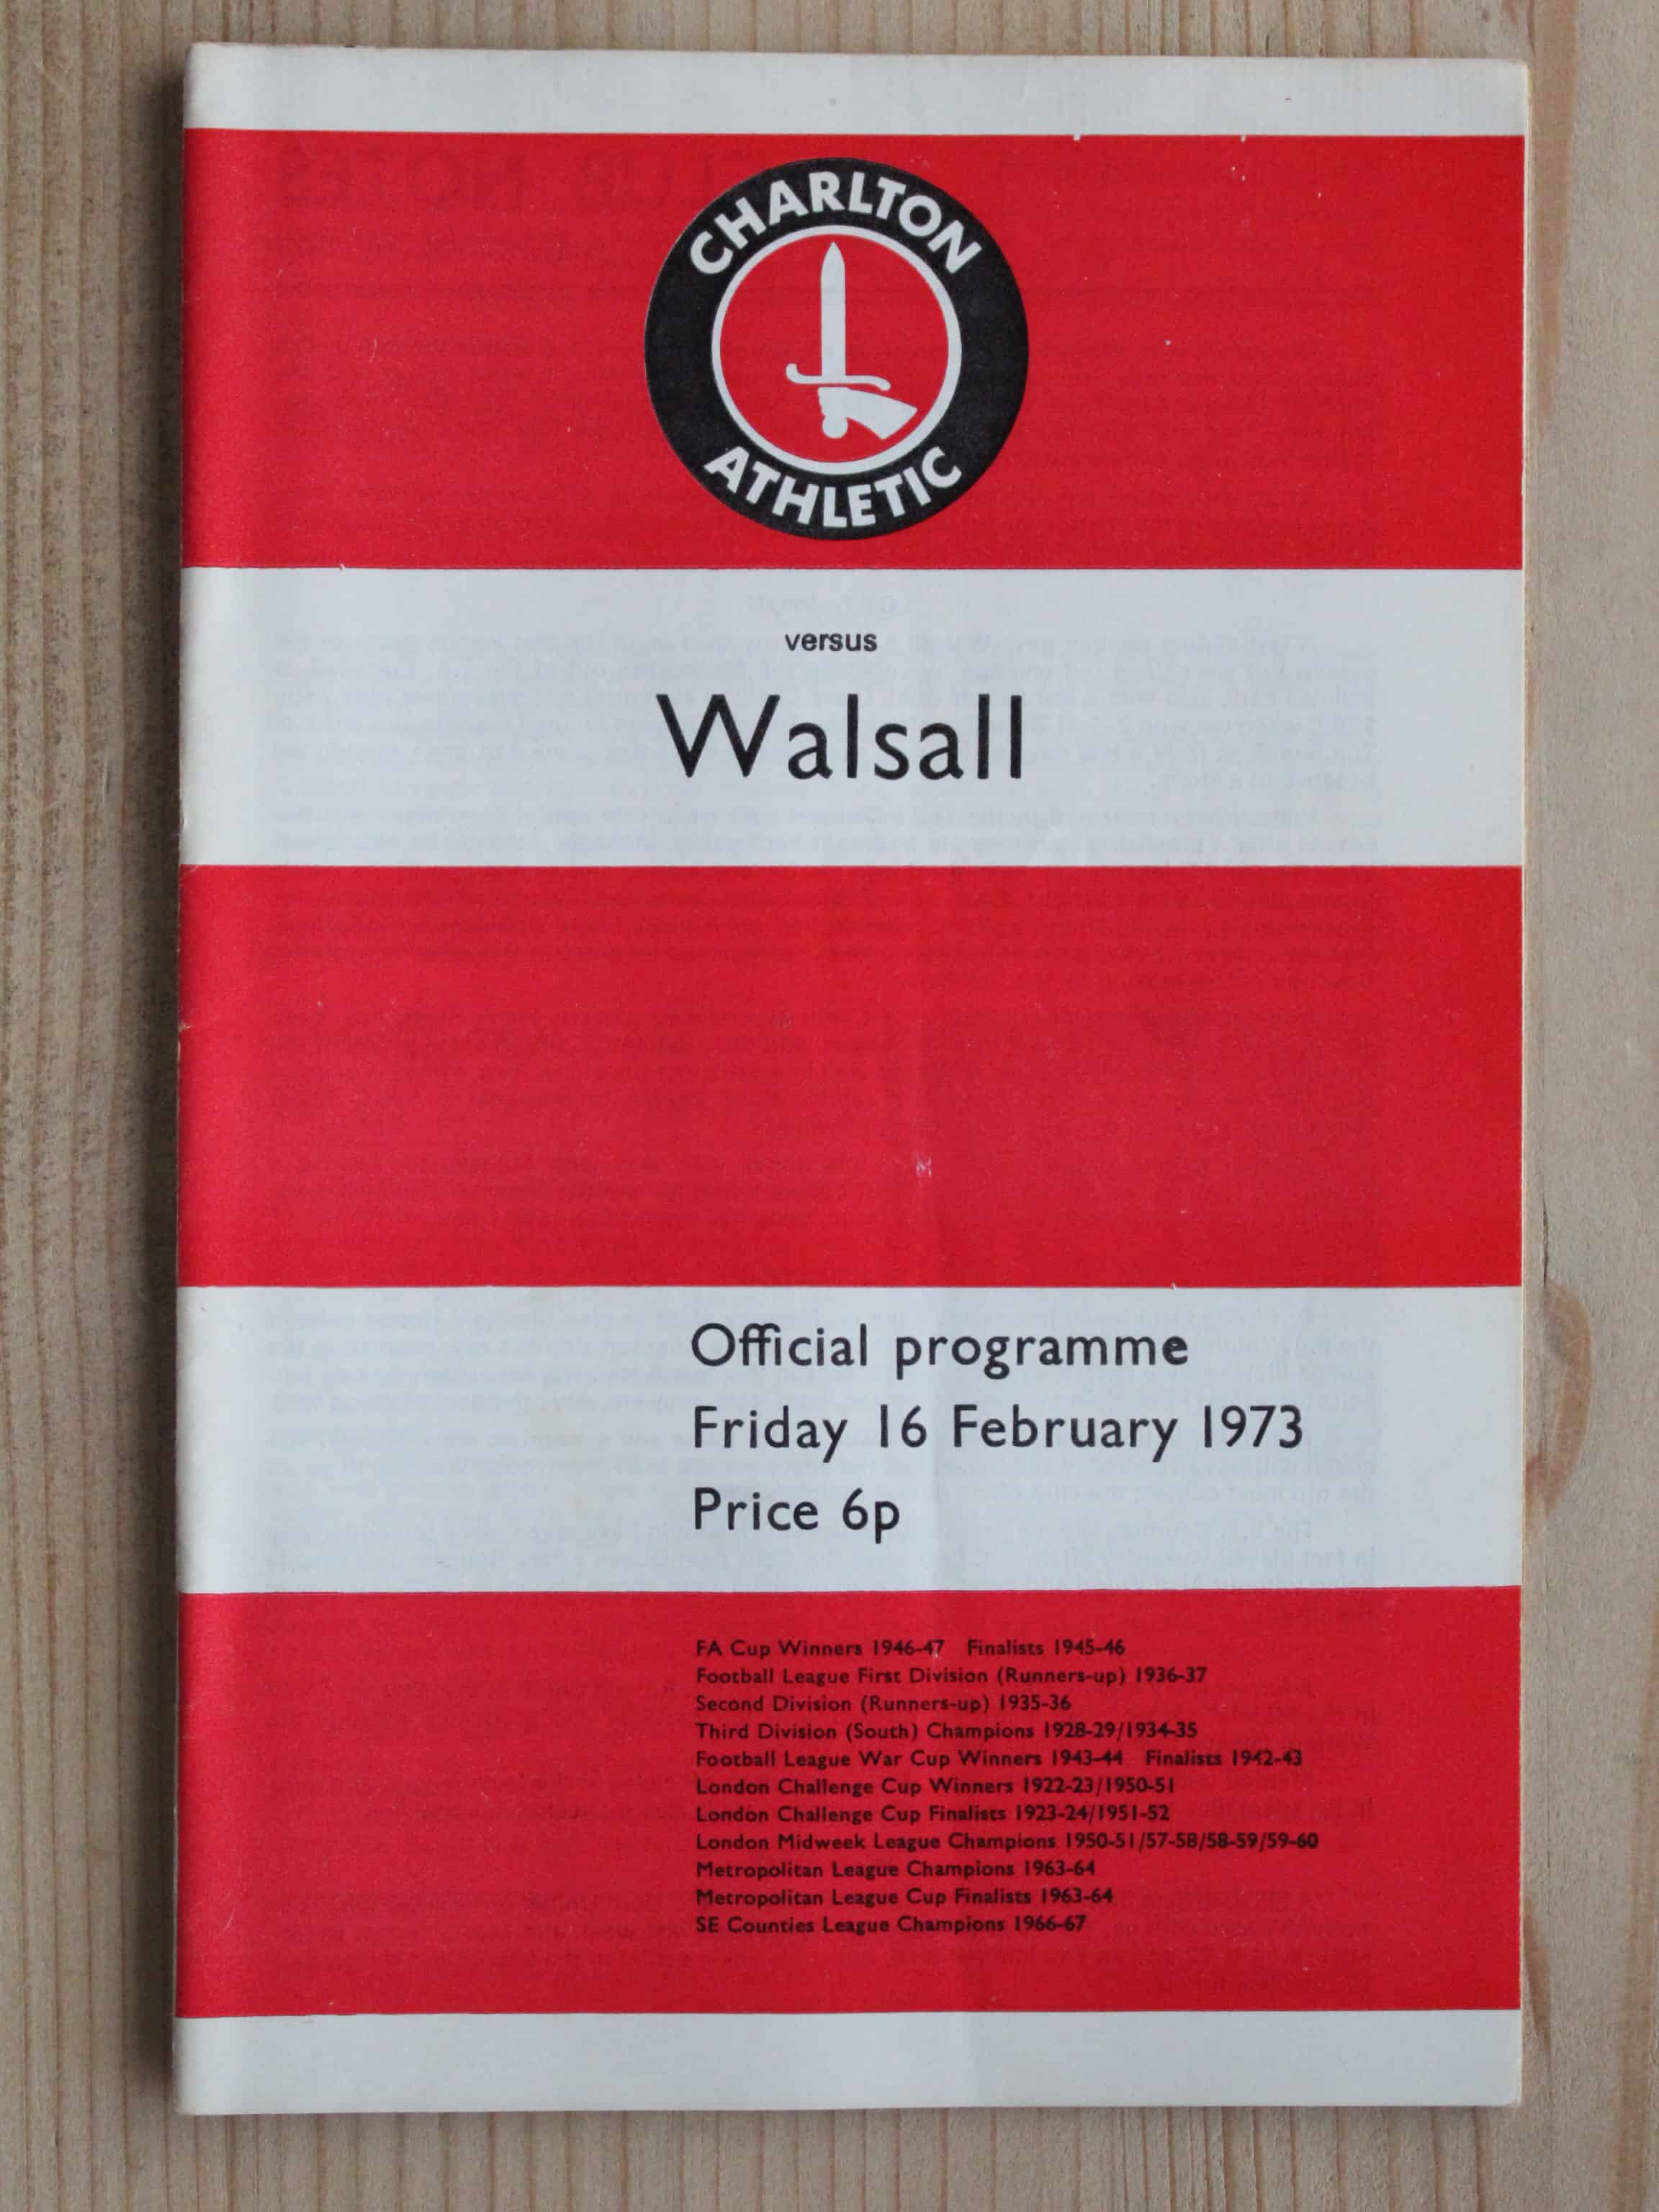 CHARLTON
ATHLETIC
versus
Walsall
Official programme
Friday 16 February 1973
Price 6p
FA Cup Winners 1946-47 Finalists 1945-46
Football League First Division (Runners-up) 1936-37
Second Division (Runners-up) 1935-36
Third Division (South) Champions 1928-29/1934-35
Football League War Cup Winners 1943-44 Finalists 1942-43
London Challenge Cup Winners 1922-23/1950-51
London Challenge Cup Finalists 1923-24/1951-52
London Midweek League Champions 1950-51/57-58/58-59/59-60
Metropolitan League Champions 1963-64
Metropolitan League Cup Finalists 1963-64
SE Counties League Champions 1966-67